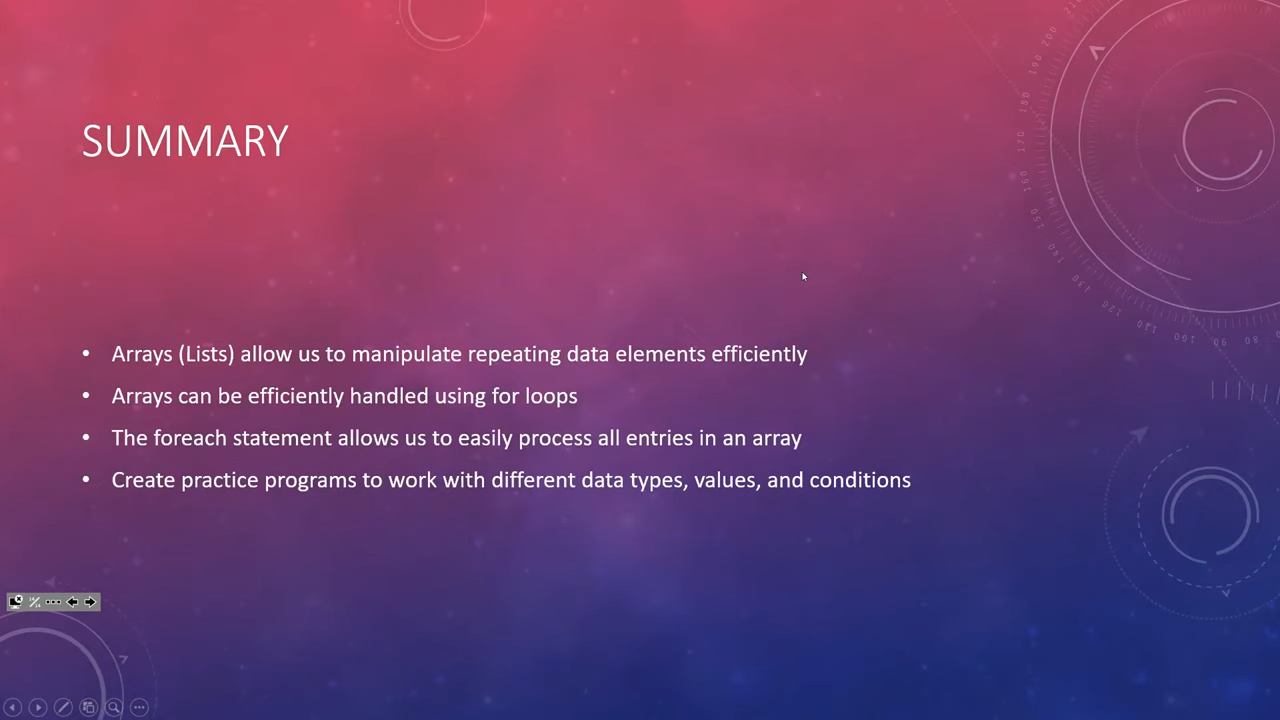 SUMMARY
• Arrays (Lists) allow us to manipulate repeating data elements efficiently
• Arrays can be efficiently handled using for loops
• The foreach statement allows us to easily process all entries in an array
• Create practice programs to work with different data types, values, and conditions